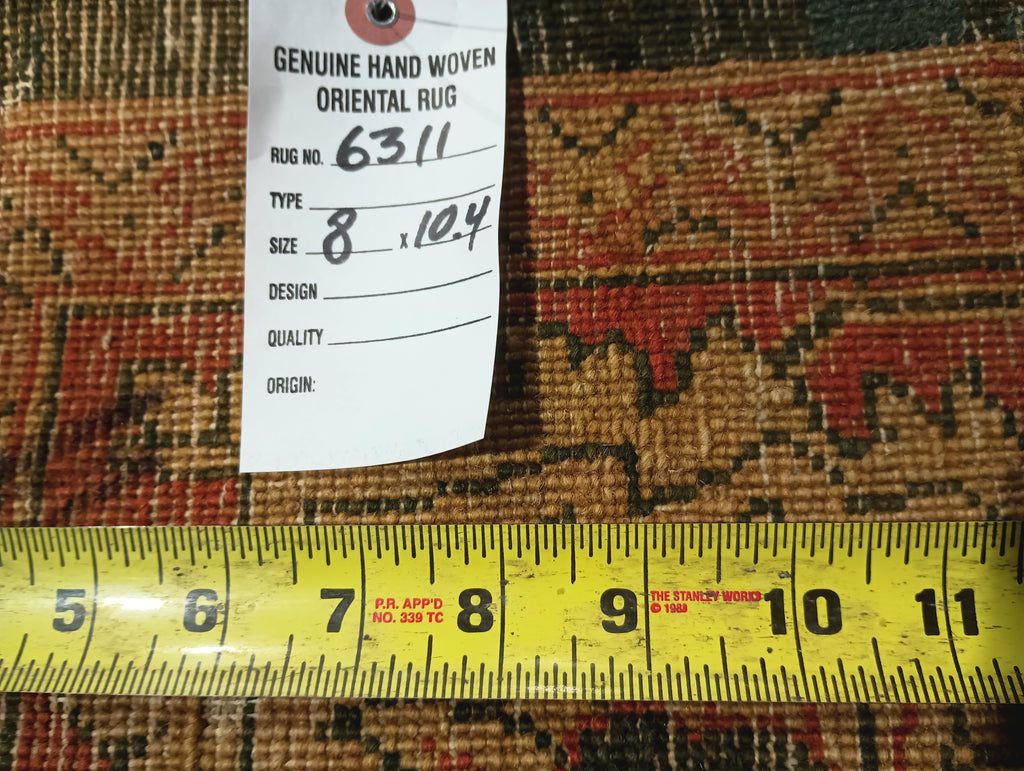 GENUINE HAND WOVEN
ORIENTAL RUG
RUG NO. 6311
TYPE
SIZE 8 x 10.4
DESIGN
QUALITY
ORIGIN:
5 6 7 P.R. APP'D 8 9 THE STANLEY WORKS 10 11
NO. 339 TC © 1983